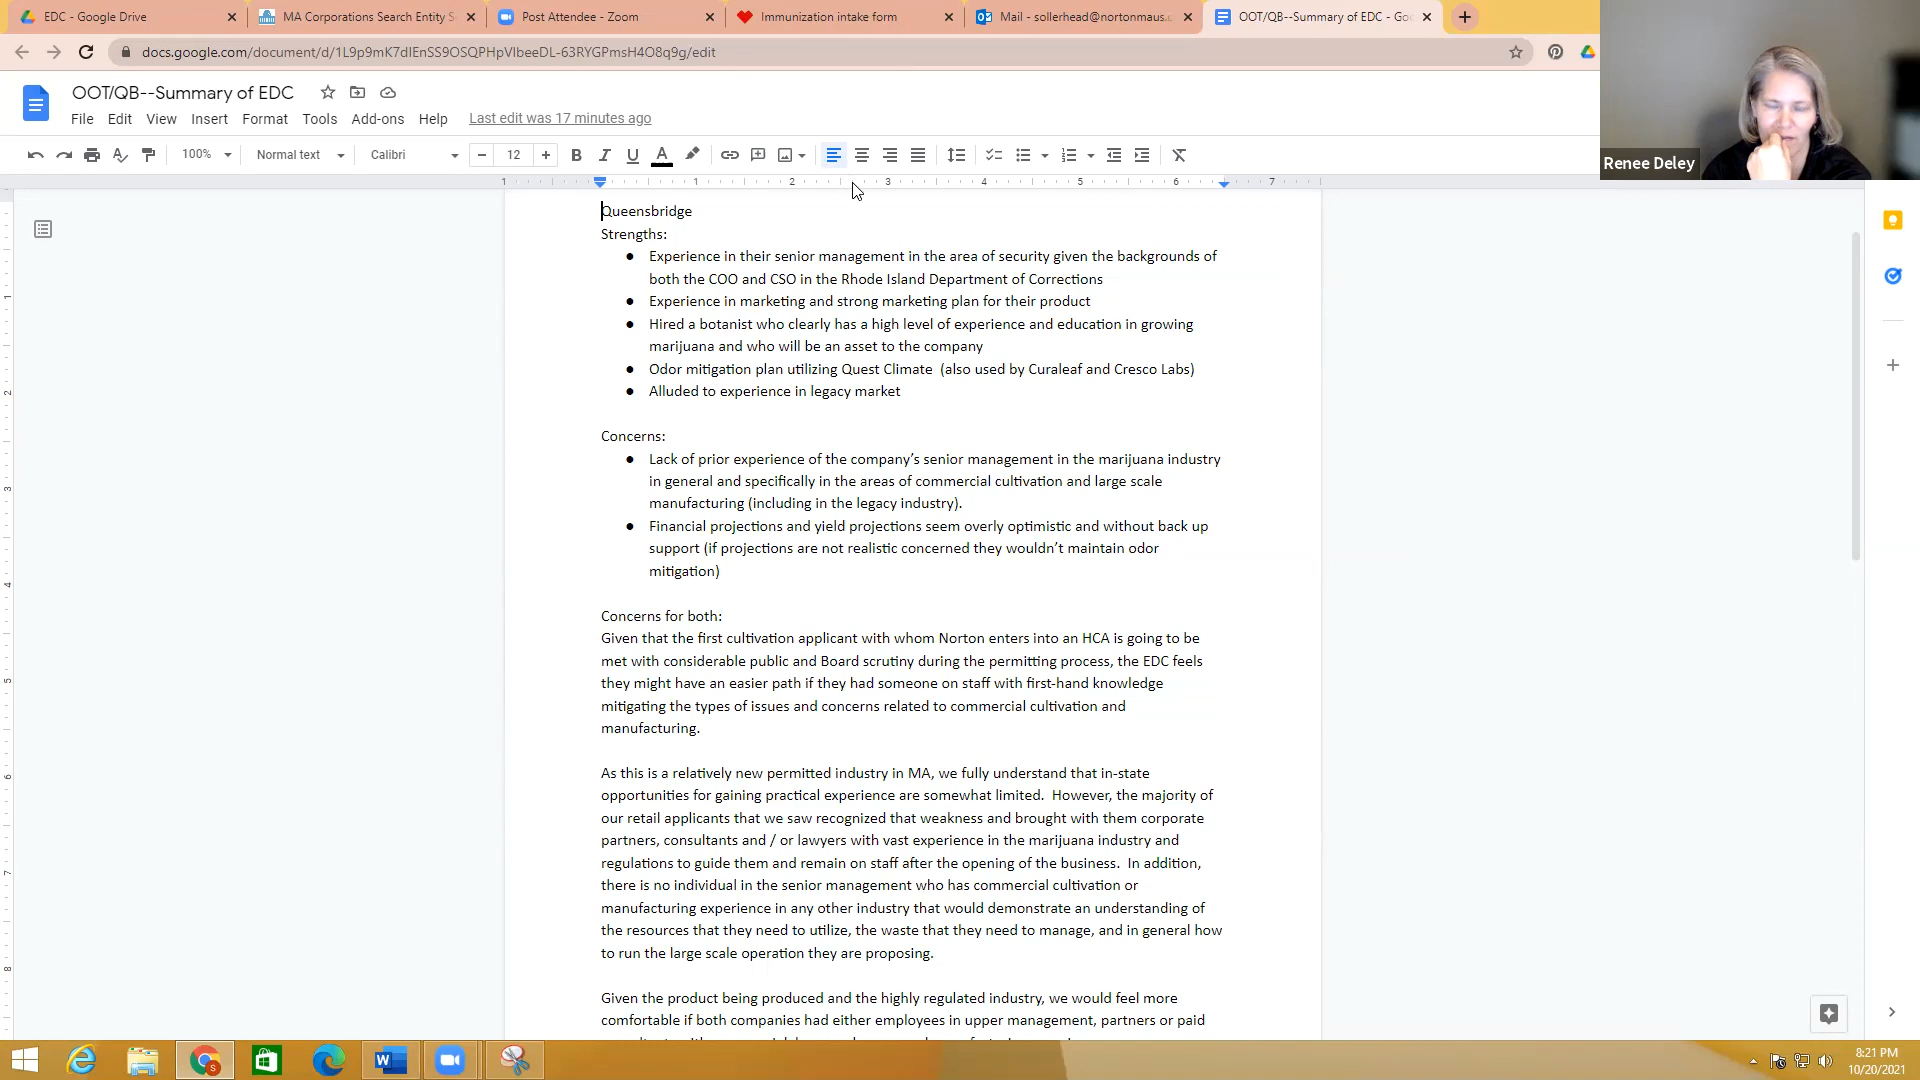 EDC - Google Drive
MA Corporations Search Entity S
Post Attendee - Zoom
Immunization intake form
Mail - sollerhead@nortonmaus.
OOT/QB--Summary of EDC - Go
docs.google.com/document/d/1L9p9mK7dIEnSS9OSQPHpVIbeeDL-63RYGPmsH4O8q9g/edit
OOT/QB--Summary of EDC
File Edit View Insert Format Tools Add-ons Help Last edit was 17 minutes ago
100% Normal text Calibri 12 B I U A
Renee Deley
1 1 2 3 4 5 6 7
Queensbridge
Strengths:
● Experience in their senior management in the area of security given the backgrounds of
both the COO and CSO in the Rhode Island Department of Corrections
● Experience in marketing and strong marketing plan for their product
● Hired a botanist who clearly has a high level of experience and education in growing
marijuana and who will be an asset to the company
● Odor mitigation plan utilizing Quest Climate (also used by Curaleaf and Cresco Labs)
● Alluded to experience in legacy market
Concerns:
● Lack of prior experience of the company's senior management in the marijuana industry
in general and specifically in the areas of commercial cultivation and large scale
manufacturing (including in the legacy industry).
● Financial projections and yield projections seem overly optimistic and without back up
support (if projections are not realistic concerned they wouldn't maintain odor
mitigation)
Concerns for both:
Given that the first cultivation applicant with whom Norton enters into an HCA is going to be
met with considerable public and Board scrutiny during the permitting process, the EDC feels
they might have an easier path if they had someone on staff with first-hand knowledge
mitigating the types of issues and concerns related to commercial cultivation and
manufacturing.
As this is a relatively new permitted industry in MA, we fully understand that in-state
opportunities for gaining practical experience are somewhat limited. However, the majority of
our retail applicants that we saw recognized that weakness and brought with them corporate
partners, consultants and / or lawyers with vast experience in the marijuana industry and
regulations to guide them and remain on staff after the opening of the business. In addition,
there is no individual in the senior management who has commercial cultivation or
manufacturing experience in any other industry that would demonstrate an understanding of
the resources that they need to utilize, the waste that they need to manage, and in general how
to run the large scale operation they are proposing.
Given the product being produced and the highly regulated industry, we would feel more
comfortable if both companies had either employees in upper management, partners or paid
8:21 PM
10/20/2021